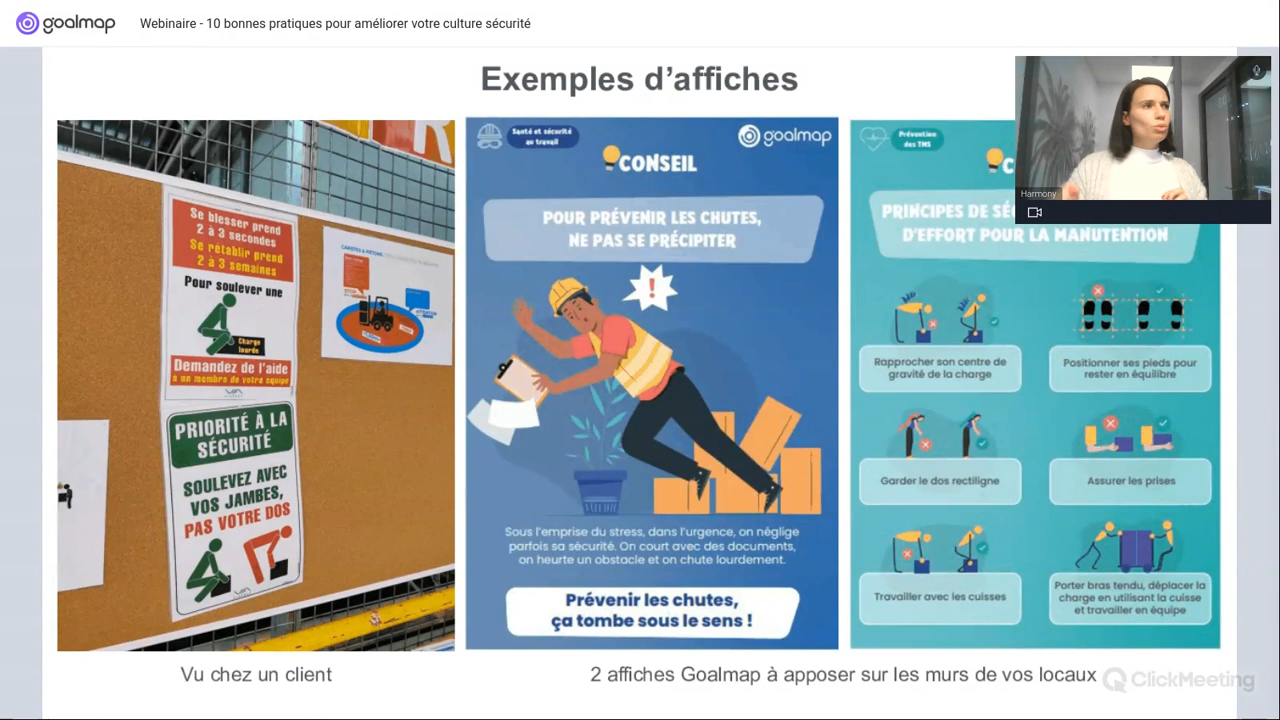 goalmap
Webinaire - 10 bonnes pratiques pour améliorer votre culture sécurité
Exemples d’affiches
Se blesser prend
2 à 3 secondes
Se rétablir prend
2 à 3 semaines
Pour soulever une
Charge
lourde
Demandez de l'aide
à un membre de votre équipe
PRIORITÉ À LA
SÉCURITÉ
SOULEVEZ AVEC
VOS JAMBES,
PAS VOTRE DOS
Santé et sécurité
au travail
goalmap
CONSEIL
POUR PRÉVENIR LES CHUTES,
NE PAS SE PRÉCIPITER
!
Sous l’emprise du stress, dans l’urgence, on néglige
parfois sa sécurité. On court avec des documents,
on heurte un obstacle et on chute lourdement.
Prévenir les chutes,
ça tombe sous le sens !
Prévention
des TMS
PRINCIPES DE
D'EFFORT POUR LA MANUTENTION
Rapprocher son centre de
gravité de la charge
Positionner ses pieds pour
rester en équilibre
Garder le dos rectiligne
Assurer les prises
Travailler avec les cuisses
Porter bras tendu, déplacer la
charge en utilisant la cuisse
et travailler en équipe
Harmony
Vu chez un client
2 affiches Goalmap à apposer sur les murs de vos locaux
ClickMeeting